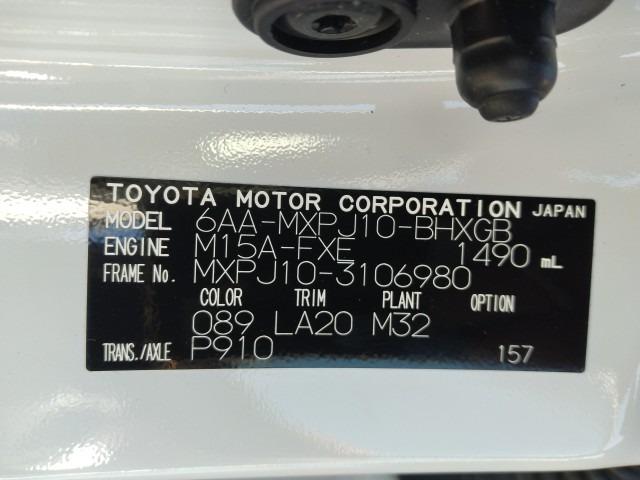 TOYOTA MOTOR CORPORATION JAPAN
MODEL 6AA-MXPJ10-BHXGB
ENGINE M15A-FXE 1490 mL
FRAME No. MXPJ10-3106980
COLOR TRIM PLANT OPTION
089 LA20 M32
TRANS./AXLE P910 157